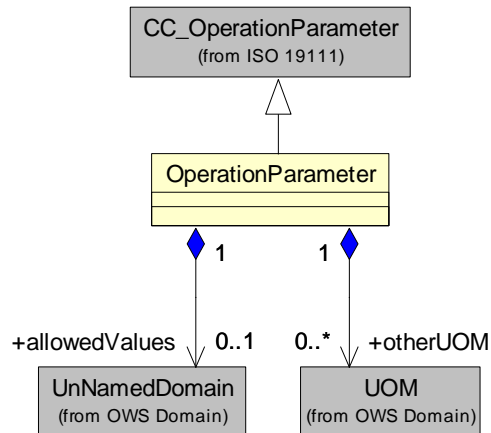 CC_OperationParameter
(from ISO 19111)
OperationParameter
1 1
+allowedValues 0..1 0..* +otherUOM
UnNamedDomain UOM
(from OWS Domain) (from OWS Domain)